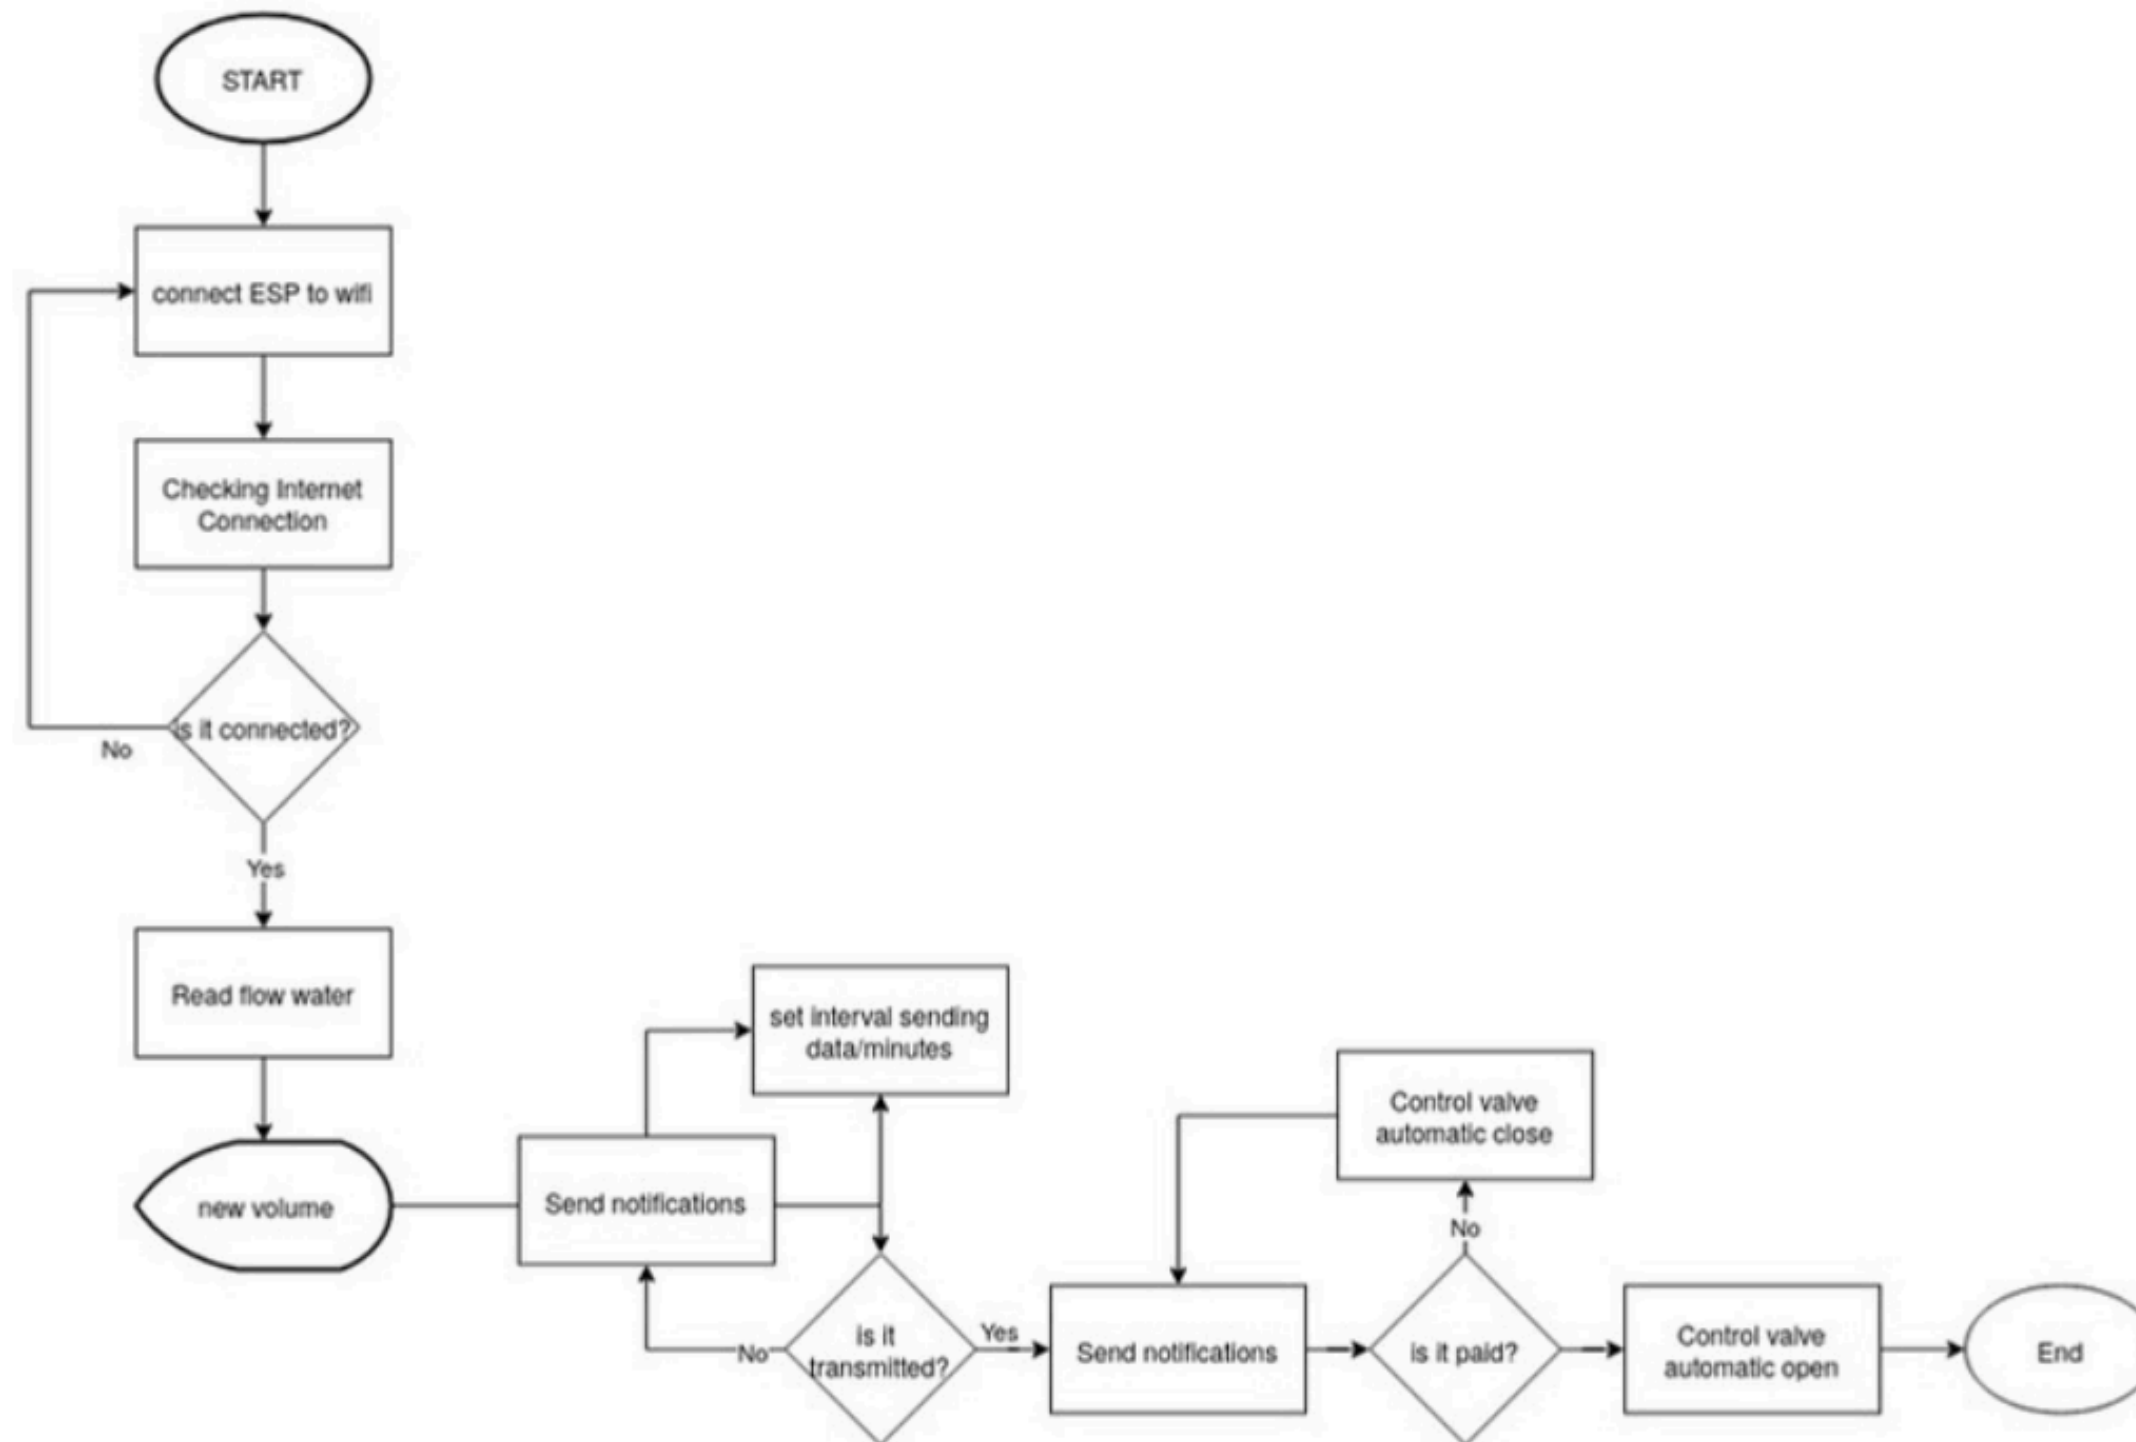 START
connect ESP to wifi
Checking Internet
Connection
is it connected?
No
Yes
Read flow water
new volume
Send notifications
set interval sending
data/minutes
is it
transmitted?
No
Yes
Send notifications
is it paid?
No
Control valve
automatic close
Control valve
automatic open
End